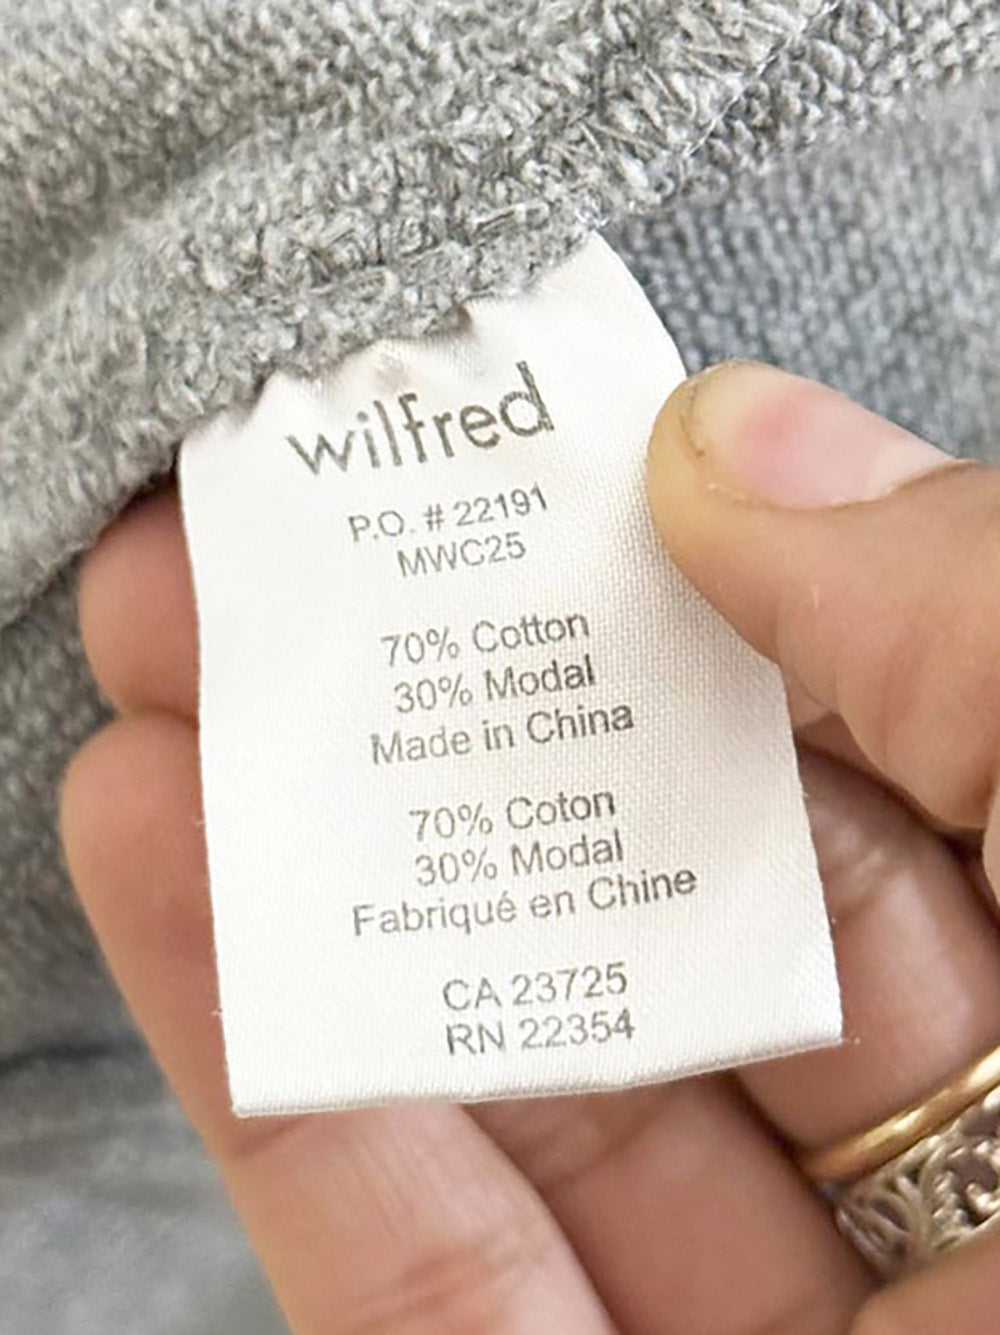 wilfred
P.O. # 22191
MWC25
70% Cotton
30% Modal
Made in China
70% Coton
30% Modal
Fabriqué en Chine
CA 23725
RN 22354